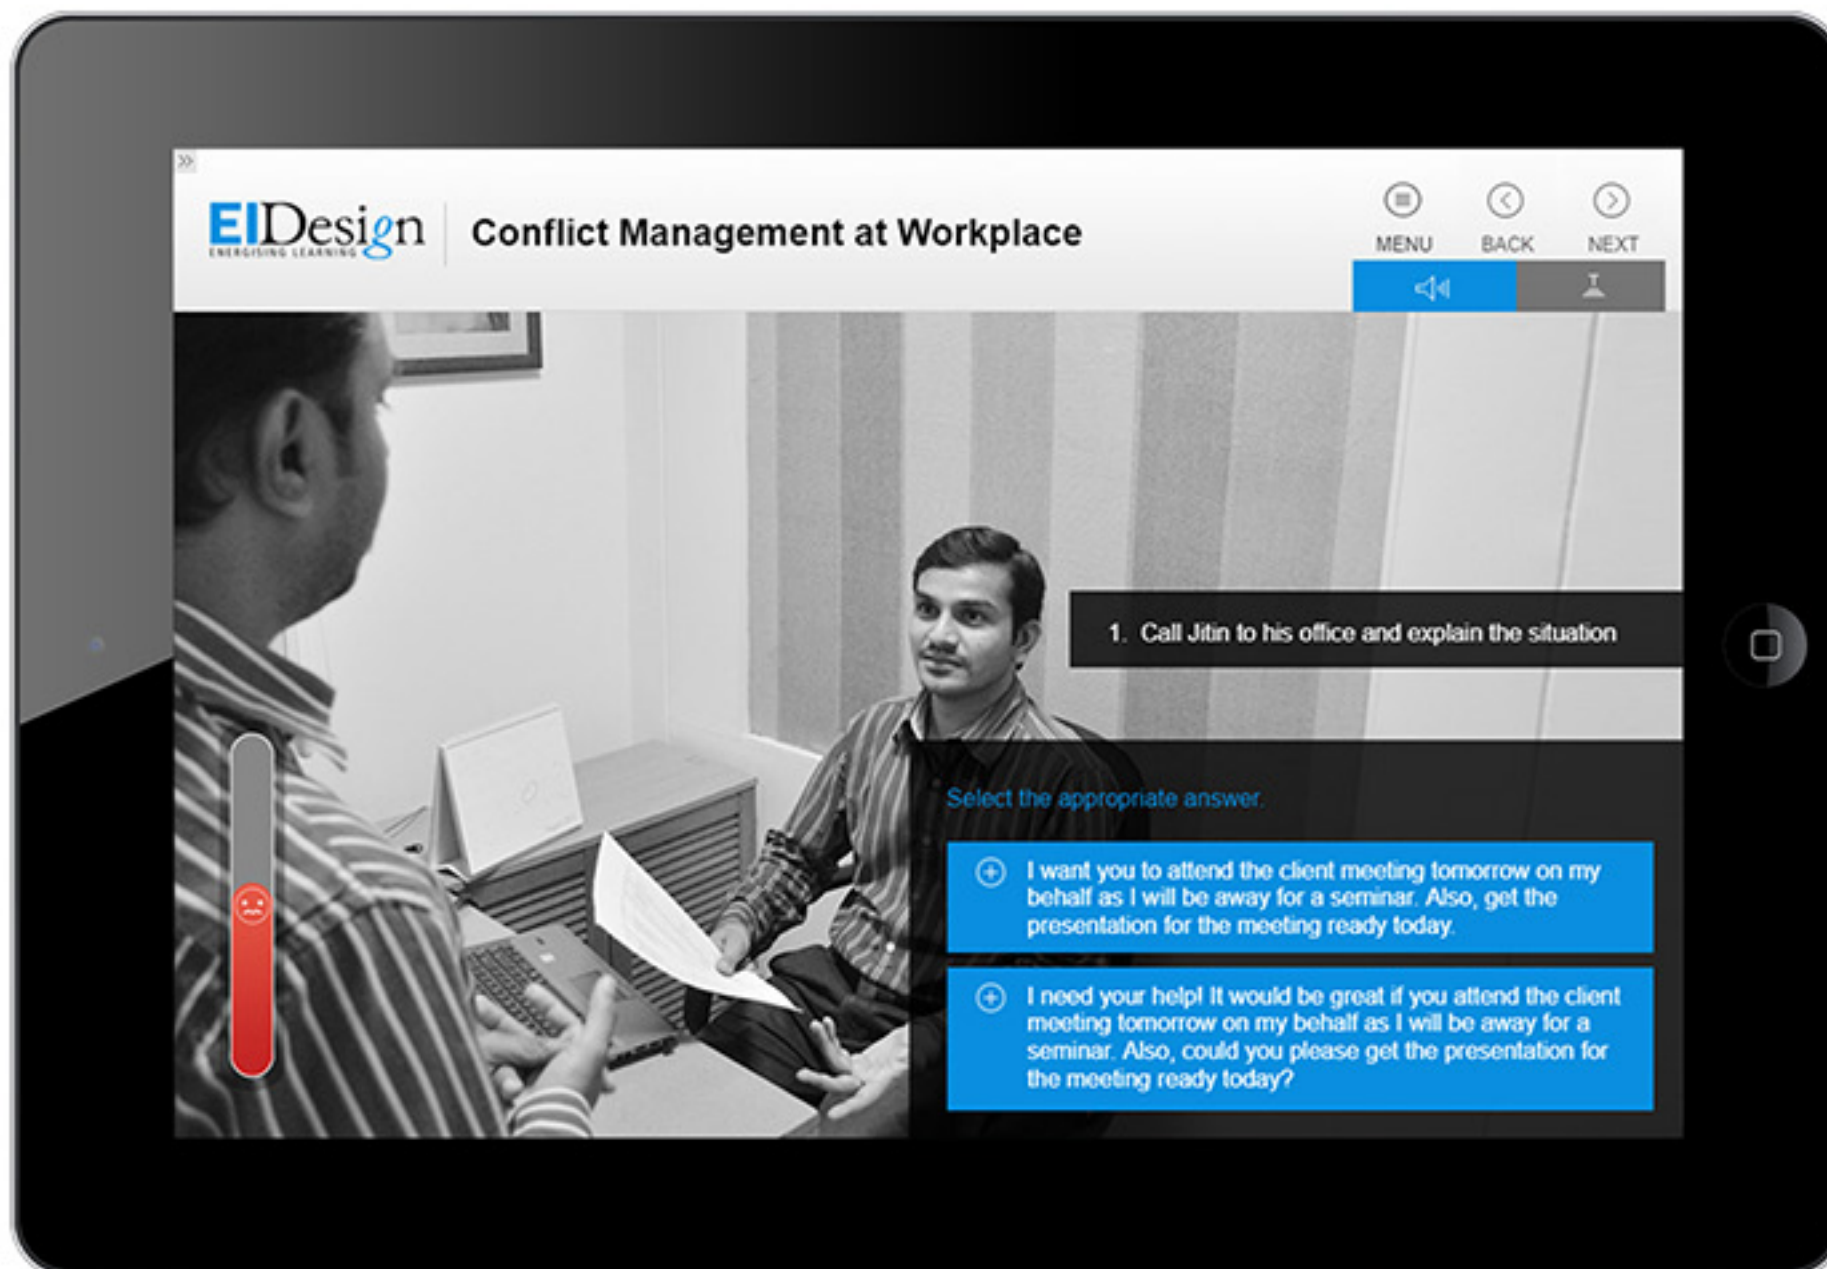 EIDesign
ENERGISING LEARNING
Conflict Management at Workplace
MENU
BACK
NEXT
1. Call Jitin to his office and explain the situation
Select the appropriate answer.
I want you to attend the client meeting tomorrow on my
behalf as I will be away for a seminar. Also, get the
presentation for the meeting ready today.
I need your help! It would be great if you attend the client
meeting tomorrow on my behalf as I will be away for a
seminar. Also, could you please get the presentation for
the meeting ready today?